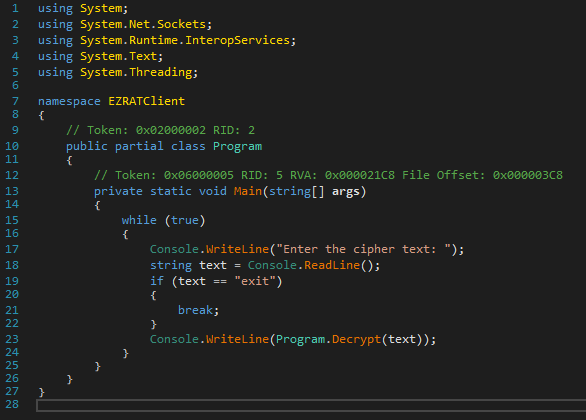 1 using System;
2 using System.Net.Sockets;
3 using System.Runtime.InteropServices;
4 using System.Text;
5 using System.Threading;
6
7 namespace EZRATClient
8 {
9     // Token: 0x02000002 RID: 2
10     public partial class Program
11     {
12         // Token: 0x06000005 RID: 5 RVA: 0x000021C8 File Offset: 0x000003C8
13         private static void Main(string[] args)
14         {
15             while (true)
16             {
17                 Console.WriteLine("Enter the cipher text: ");
18                 string text = Console.ReadLine();
19                 if (text == "exit")
20                 {
21                     break;
22                 }
23                 Console.WriteLine(Program.Decrypt(text));
24             }
25         }
26     }
27 }
28